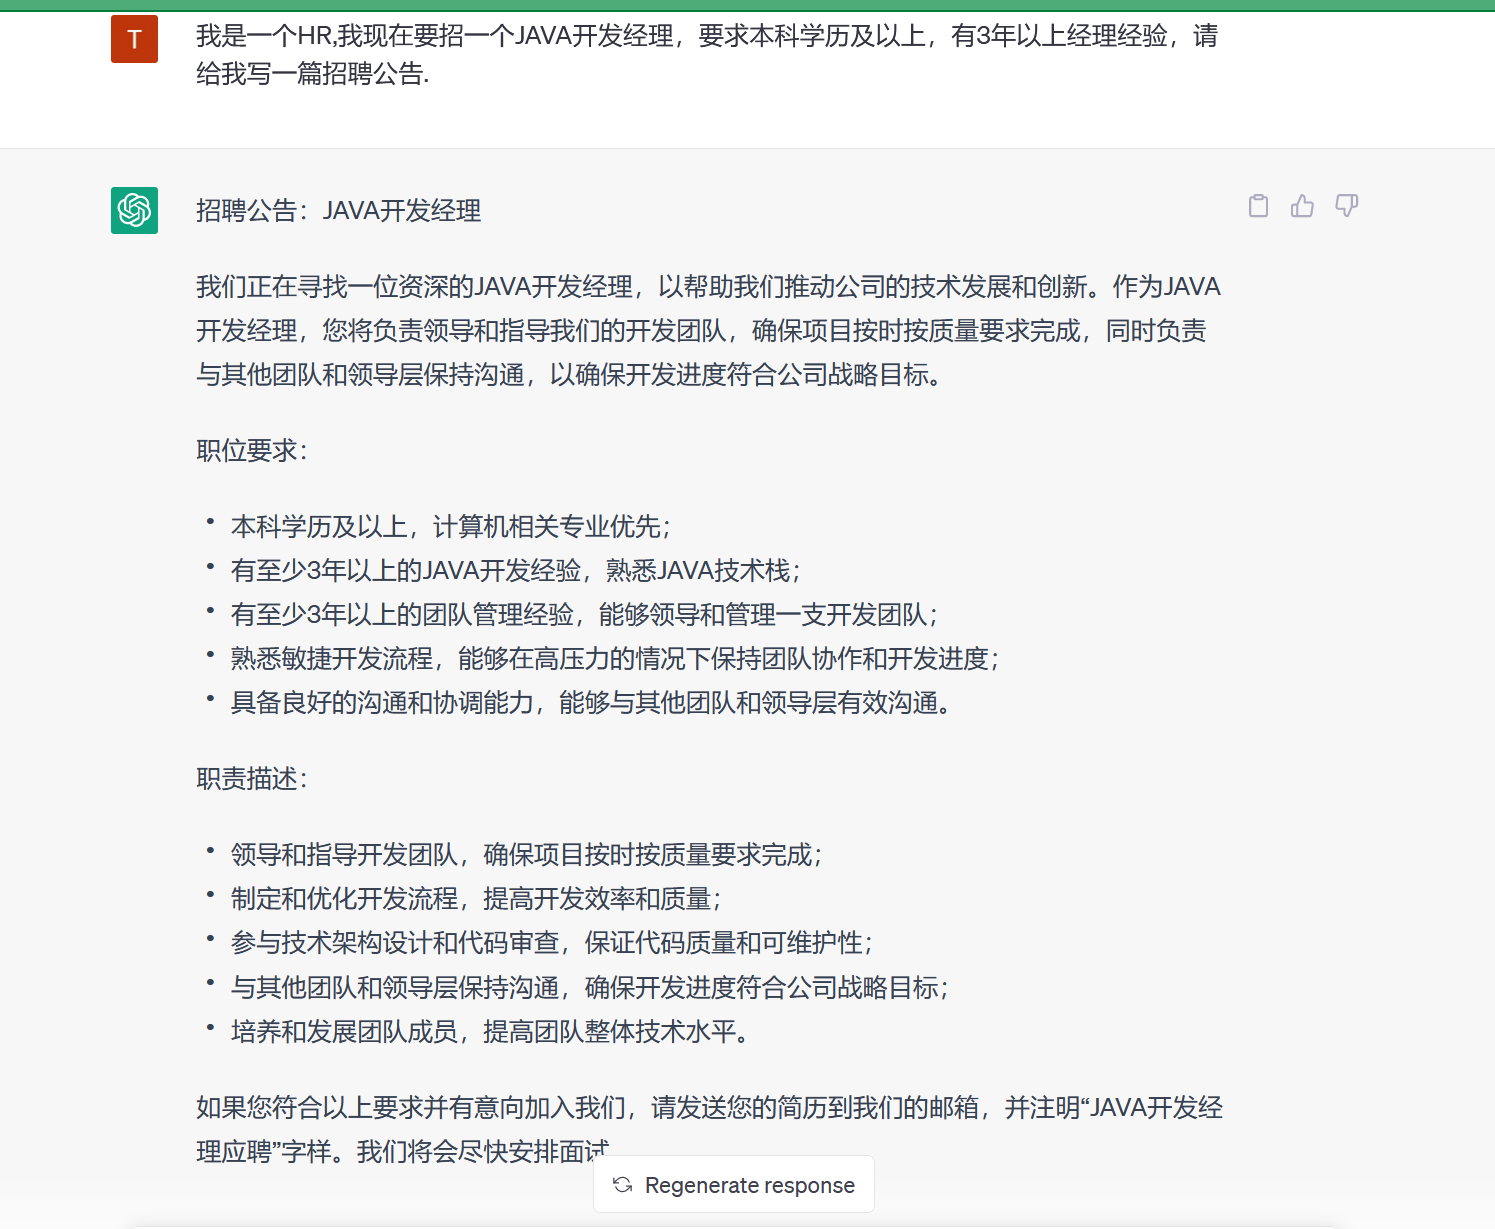 T
我是一个HR,我现在要招一个JAVA开发经理，要求本科学历及以上，有3年以上经理经验，请
给我写一篇招聘公告.
招聘公告：JAVA开发经理
我们正在寻找一位资深的JAVA开发经理，以帮助我们推动公司的技术发展和创新。作为JAVA
开发经理，您将负责领导和指导我们的开发团队，确保项目按时按质量要求完成，同时负责
与其他团队和领导层保持沟通，以确保开发进度符合公司战略目标。
职位要求：
• 本科学历及以上，计算机相关专业优先；
• 有至少3年以上的JAVA开发经验，熟悉JAVA技术栈；
• 有至少3年以上的团队管理经验，能够领导和管理一支开发团队；
• 熟悉敏捷开发流程，能够在高压力的情况下保持团队协作和开发进度；
• 具备良好的沟通和协调能力，能够与其他团队和领导层有效沟通。
职责描述：
• 领导和指导开发团队，确保项目按时按质量要求完成；
• 制定和优化开发流程，提高开发效率和质量；
• 参与技术架构设计和代码审查，保证代码质量和可维护性；
• 与其他团队和领导层保持沟通，确保开发进度符合公司战略目标；
• 培养和发展团队成员，提高团队整体技术水平。
如果您符合以上要求并有意向加入我们，请发送您的简历到我们的邮箱，并注明“JAVA开发经
理应聘”字样。我们将会尽快安排面试
Regenerate response